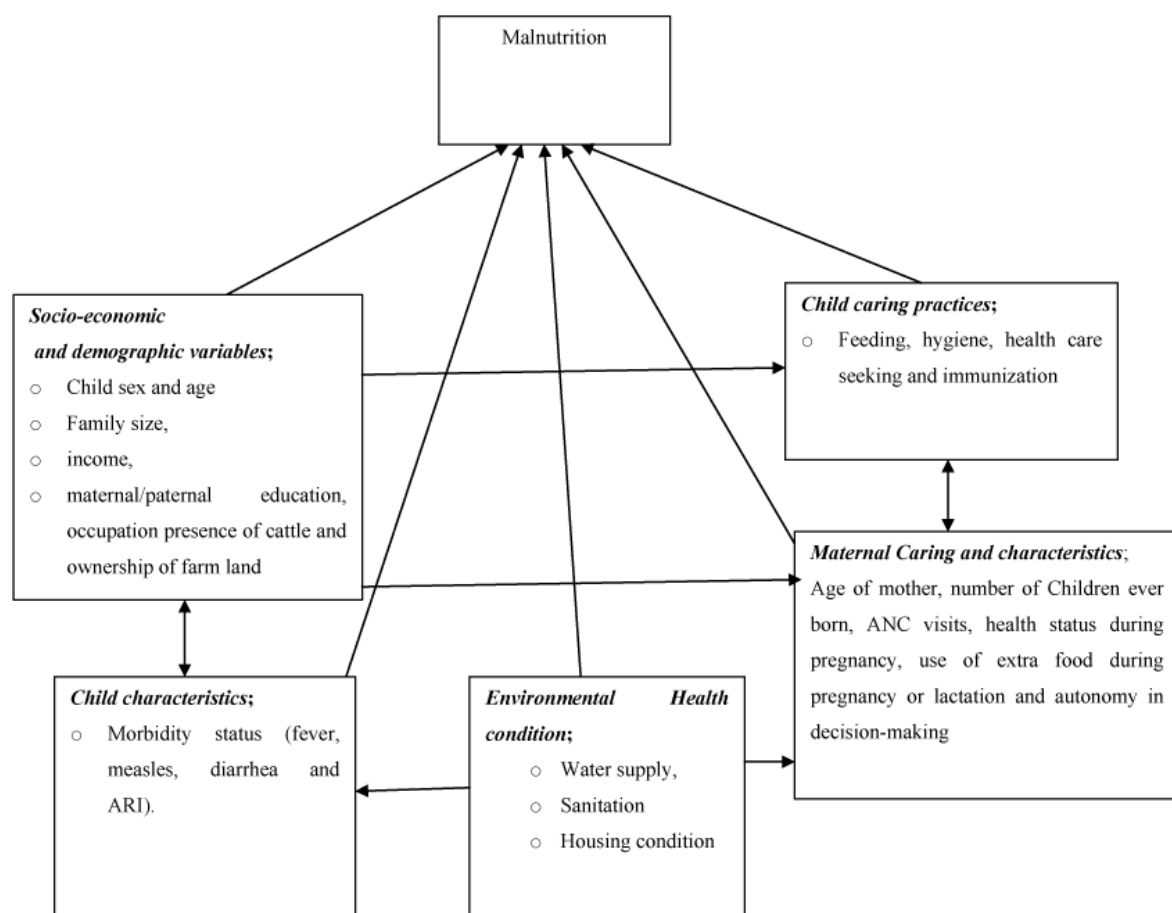 Malnutrition
Socio-economic
and demographic variables;
○ Child sex and age
○ Family size,
○ income,
○ maternal/paternal education,
occupation presence of cattle and
ownership of farm land
Child caring practices;
○ Feeding, hygiene, health care
seeking and immunization
Maternal Caring and characteristics;
Age of mother, number of Children ever
born, ANC visits, health status during
pregnancy, use of extra food during
pregnancy or lactation and autonomy in
decision-making
Child characteristics;
○ Morbidity status (fever,
measles, diarrhea and
ARI).
Environmental Health
condition;
○ Water supply,
○ Sanitation
○ Housing condition